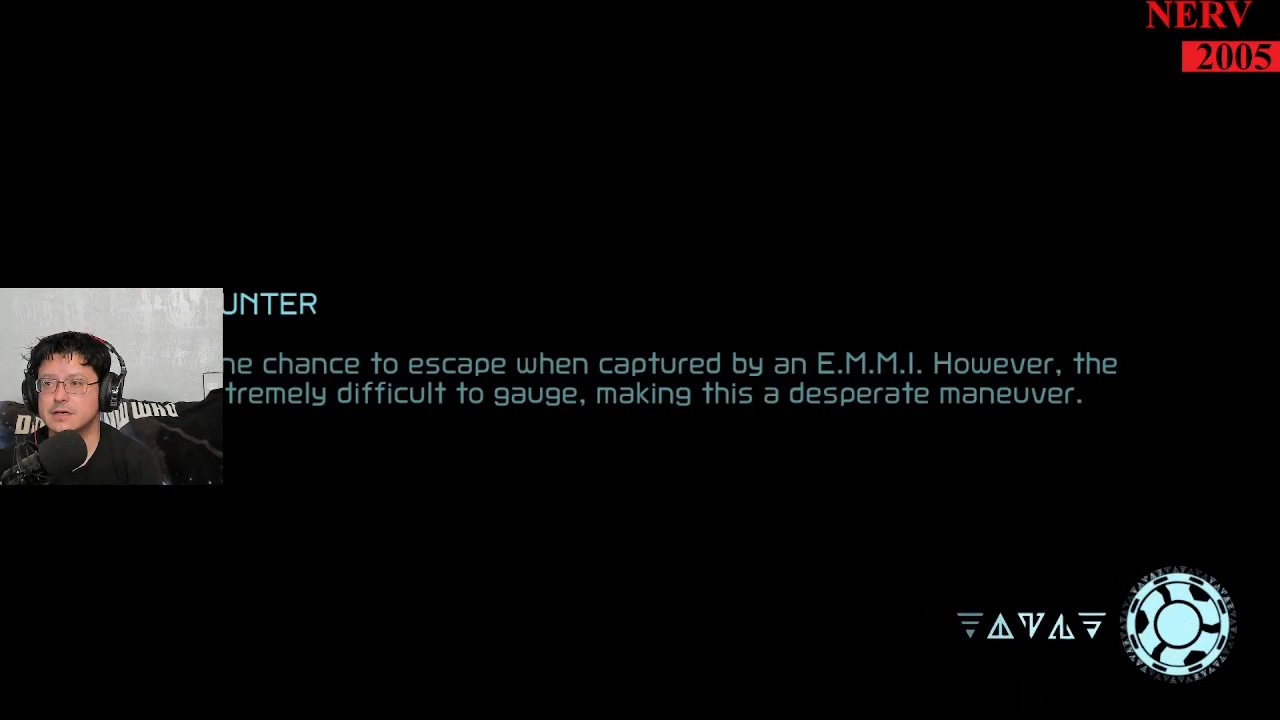 NERV
2005
UNTER
ne chance to escape when captured by an E.M.M.I. However, the
tremely difficult to gauge, making this a desperate maneuver.